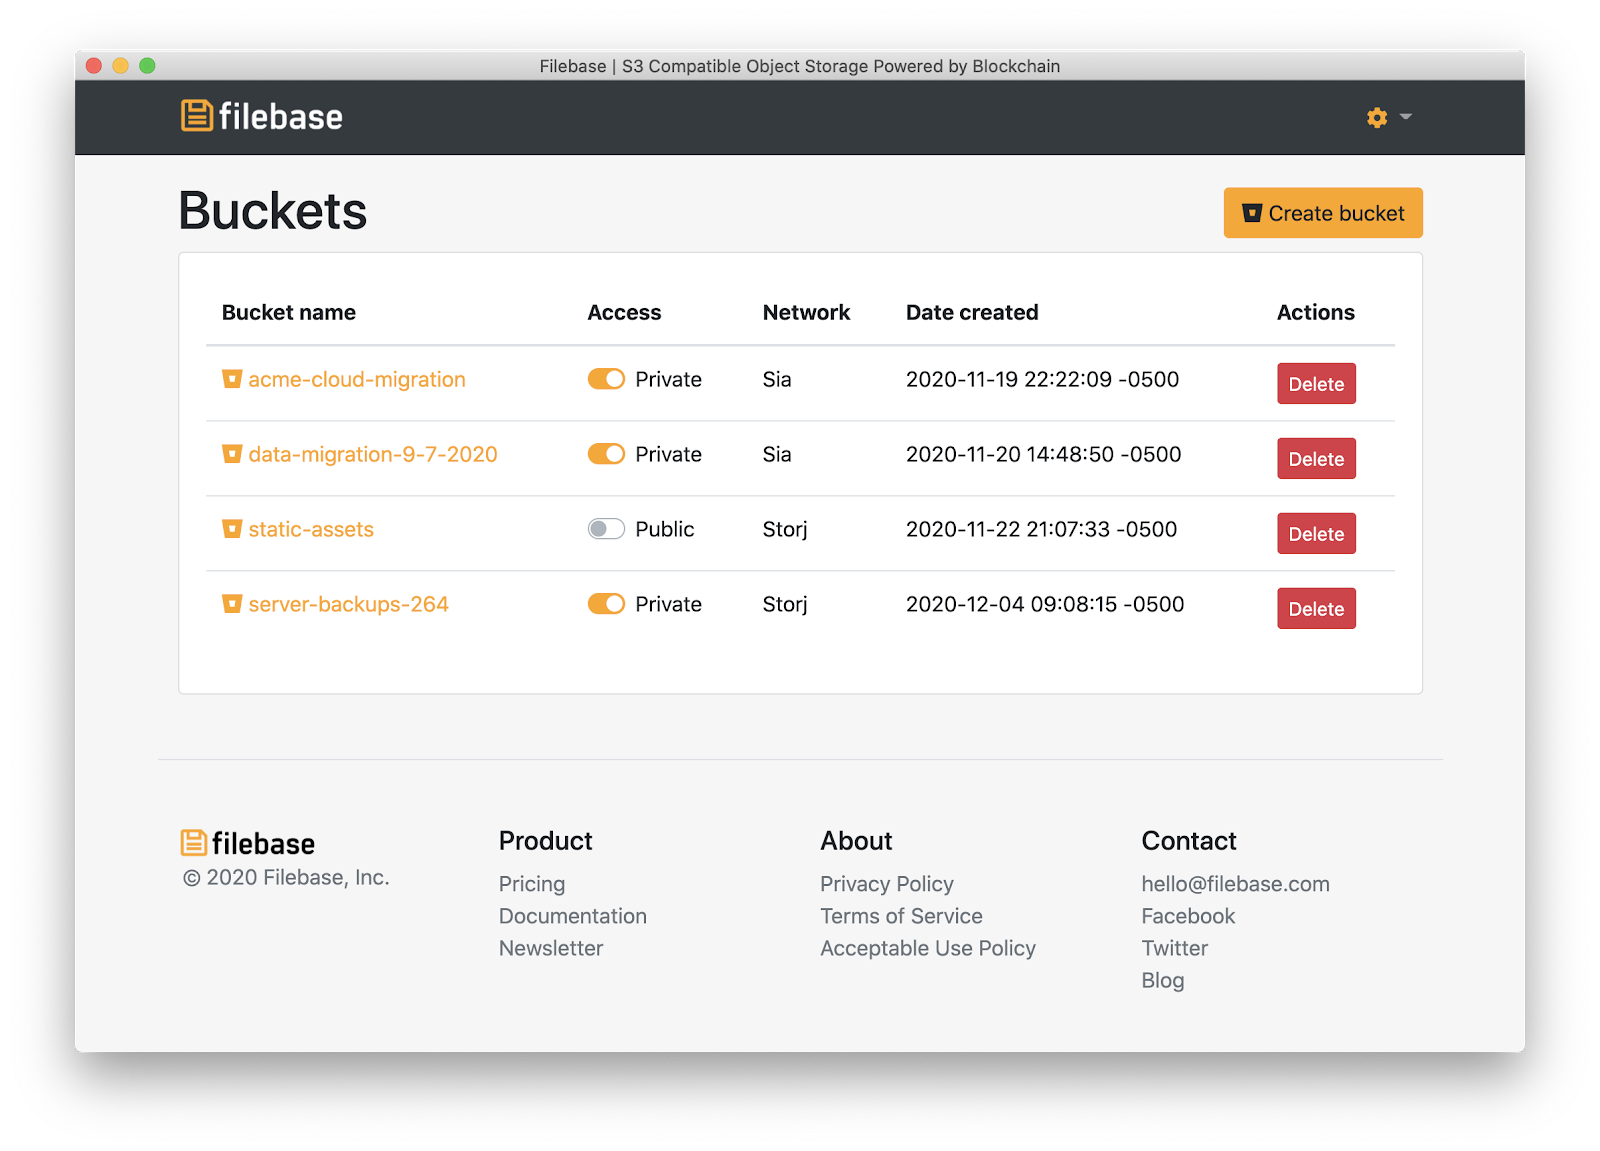 Filebase | S3 Compatible Object Storage Powered by Blockchain
filebase
Buckets
Create bucket
Bucket name Access Network Date created Actions
acme-cloud-migration Private Sia 2020-11-19 22:22:09 -0500 Delete
data-migration-9-7-2020 Private Sia 2020-11-20 14:48:50 -0500 Delete
static-assets Public Storj 2020-11-22 21:07:33 -0500 Delete
server-backups-264 Private Storj 2020-12-04 09:08:15 -0500 Delete
filebase
© 2020 Filebase, Inc.
Product
Pricing
Documentation
Newsletter
About
Privacy Policy
Terms of Service
Acceptable Use Policy
Contact
hello@filebase.com
Facebook
Twitter
Blog